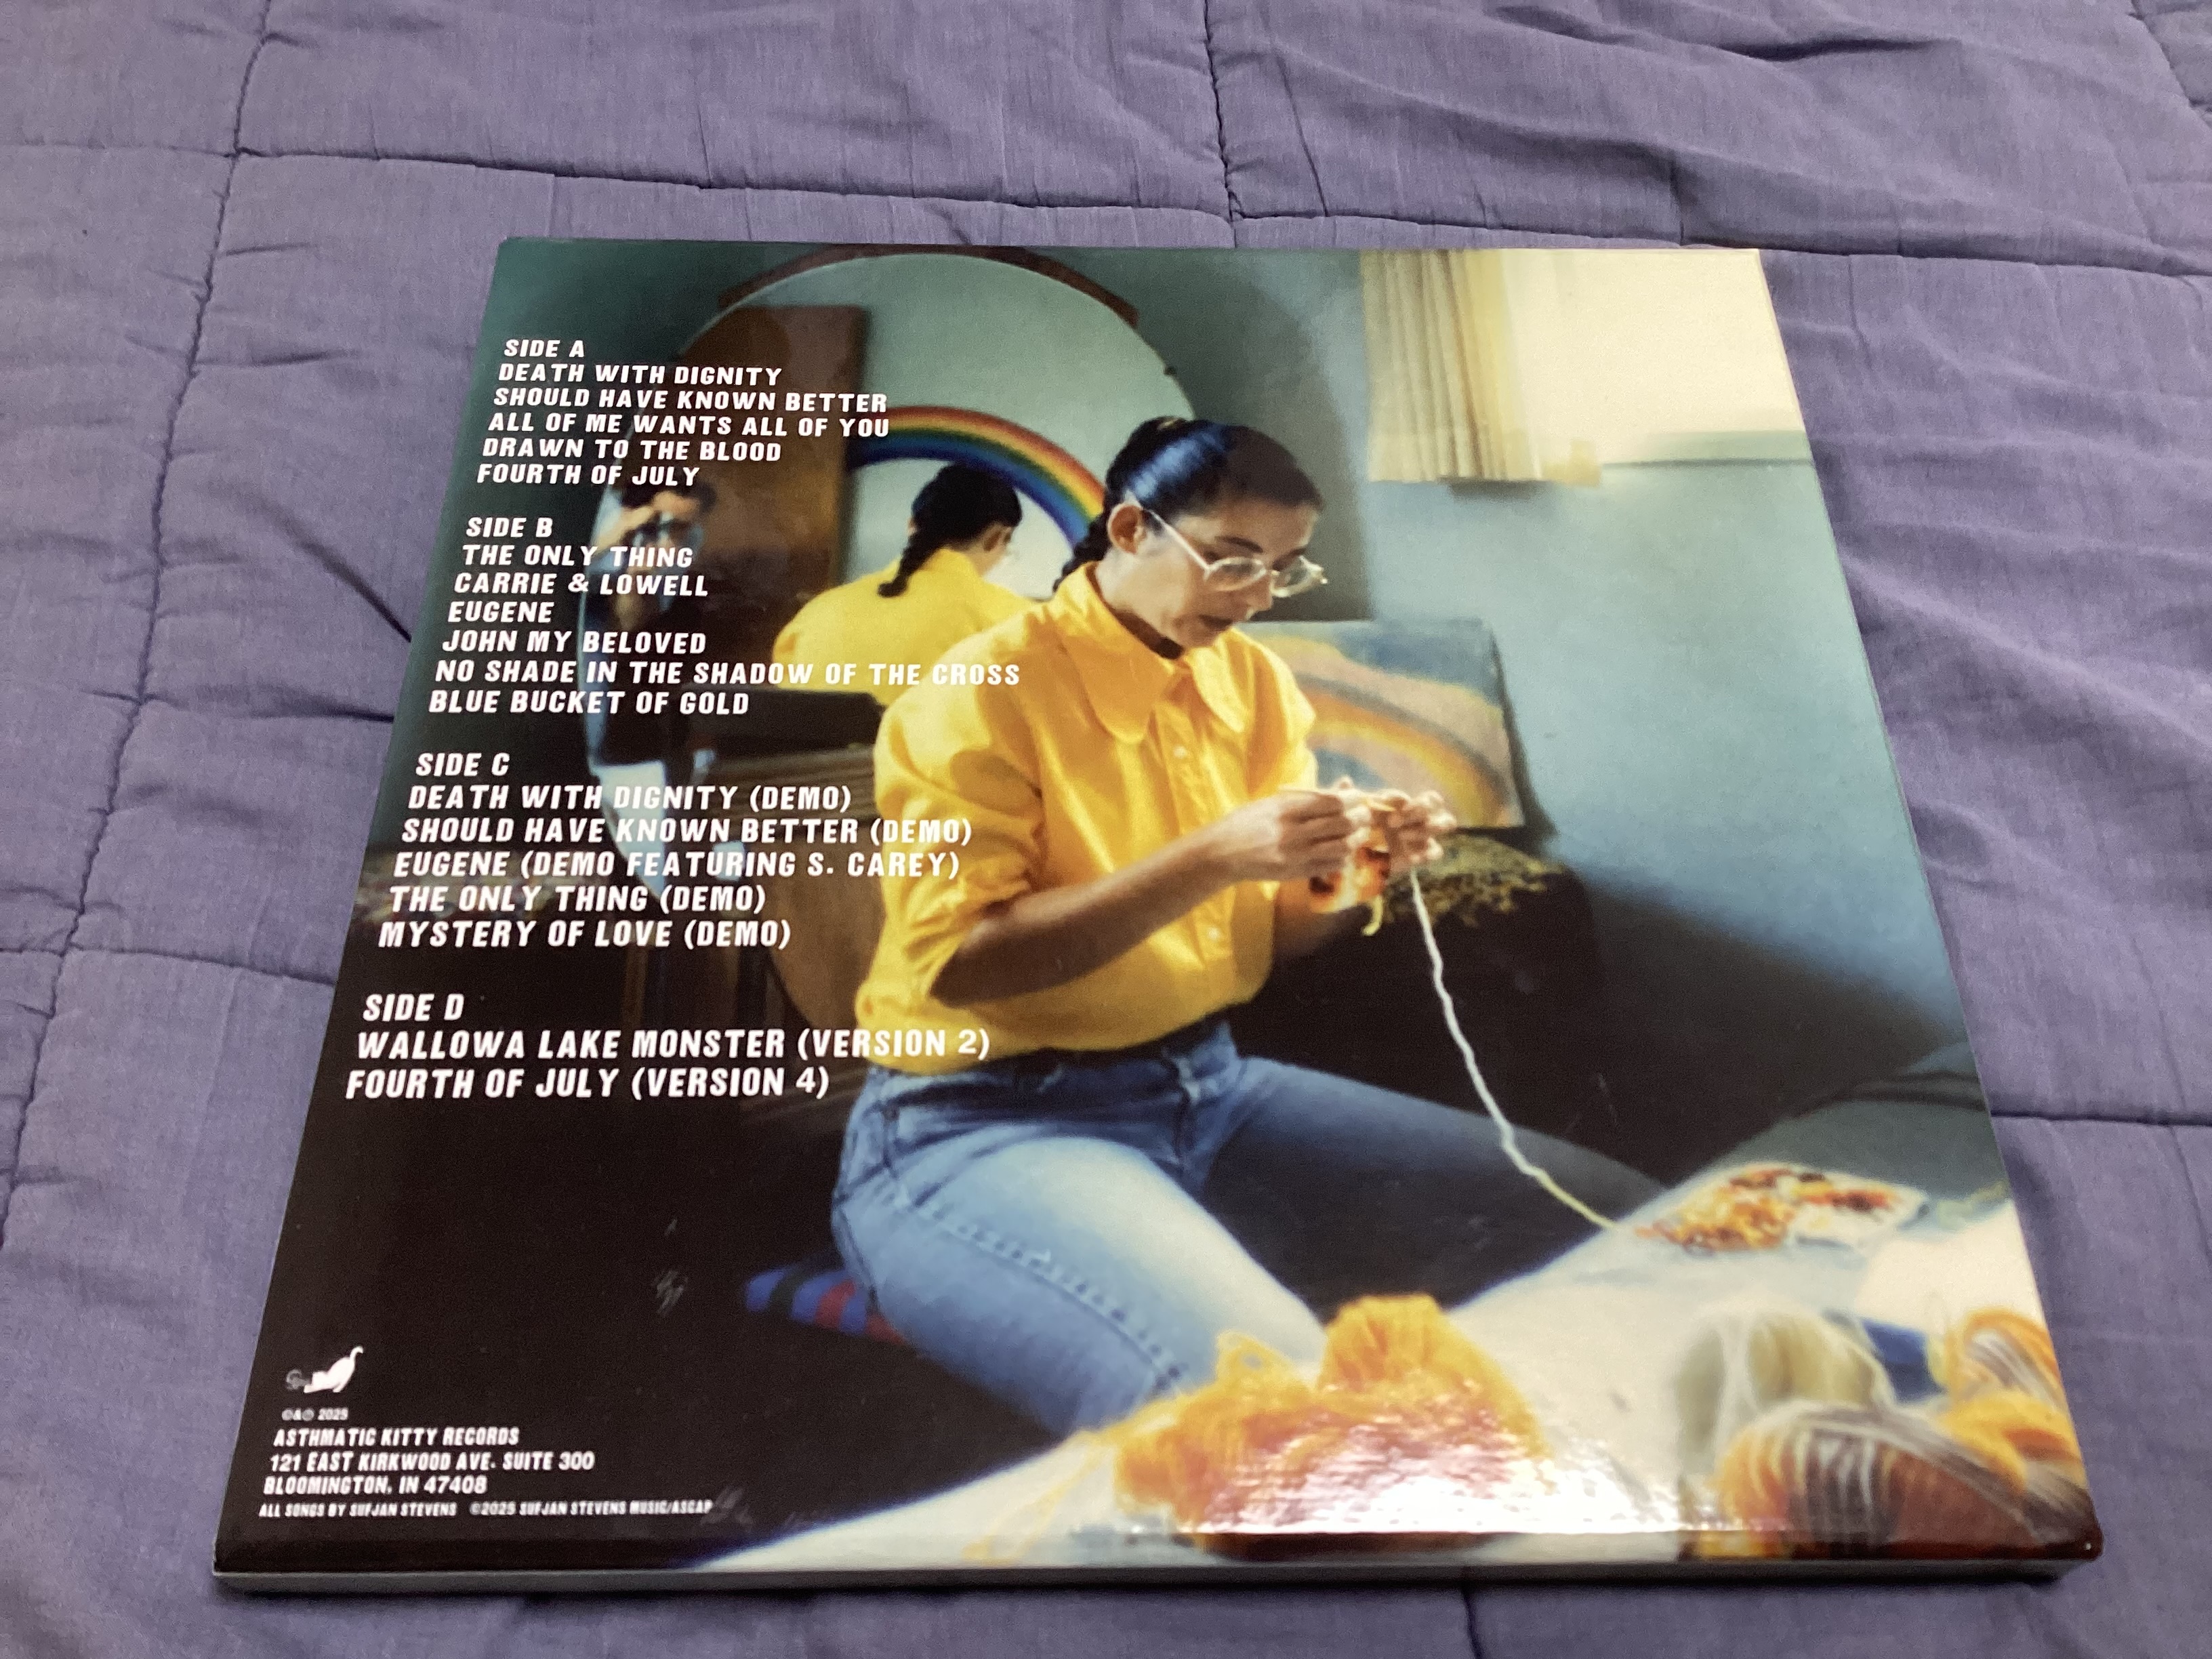 SIDE A
DEATH WITH DIGNITY
SHOULD HAVE KNOWN BETTER
ALL OF ME WANTS ALL OF YOU
DRAWN TO THE BLOOD
FOURTH OF JULY
SIDE B
THE ONLY THING
CARRIE & LOWELL
EUGENE
JOHN MY BELOVED
NO SHADE IN THE SHADOW OF THE CROSS
BLUE BUCKET OF GOLD
SIDE C
DEATH WITH DIGNITY (DEMO)
SHOULD HAVE KNOWN BETTER (DEMO)
EUGENE (DEMO FEATURING S. CAREY)
THE ONLY THING (DEMO)
MYSTERY OF LOVE (DEMO)
SIDE D
WALLOWA LAKE MONSTER (VERSION 2)
FOURTH OF JULY (VERSION 4)
©&℗ 2025
ASTHMATIC KITTY RECORDS
121 EAST KIRKWOOD AVE. SUITE 300
BLOOMINGTON, IN 47408
ALL SONGS BY SUFJAN STEVENS ©2025 SUFJAN STEVENS MUSIC/ASCAP